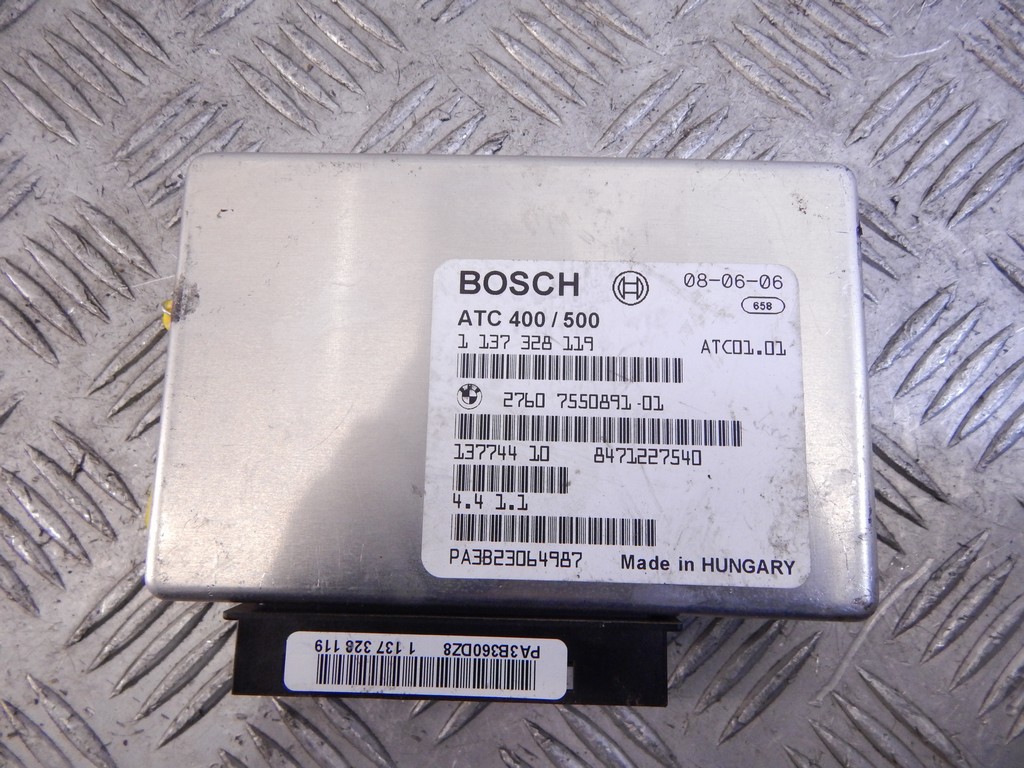 BOSCH 08-06-06
658
ATC 400 / 500
1 137 328 119 ATC01.01
2760 7550891-01
137744 10 8471227540
4.4 1.1
PA3B23064987 Made in HUNGARY
1 137 328 119
PA3B360DZ8